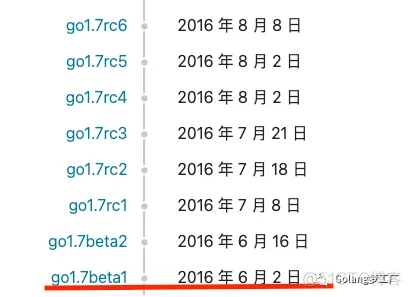 go1.7rc6 2016 年 8 月 8 日
go1.7rc5 2016 年 8 月 2 日
go1.7rc4 2016 年 8 月 2 日
go1.7rc3 2016 年 7 月 21 日
go1.7rc2 2016 年 7 月 18 日
go1.7rc1 2016 年 7 月 8 日
go1.7beta2 2016 年 6 月 16 日
go1.7beta1 2016 年 6 月 2 日
Golang梦工厂